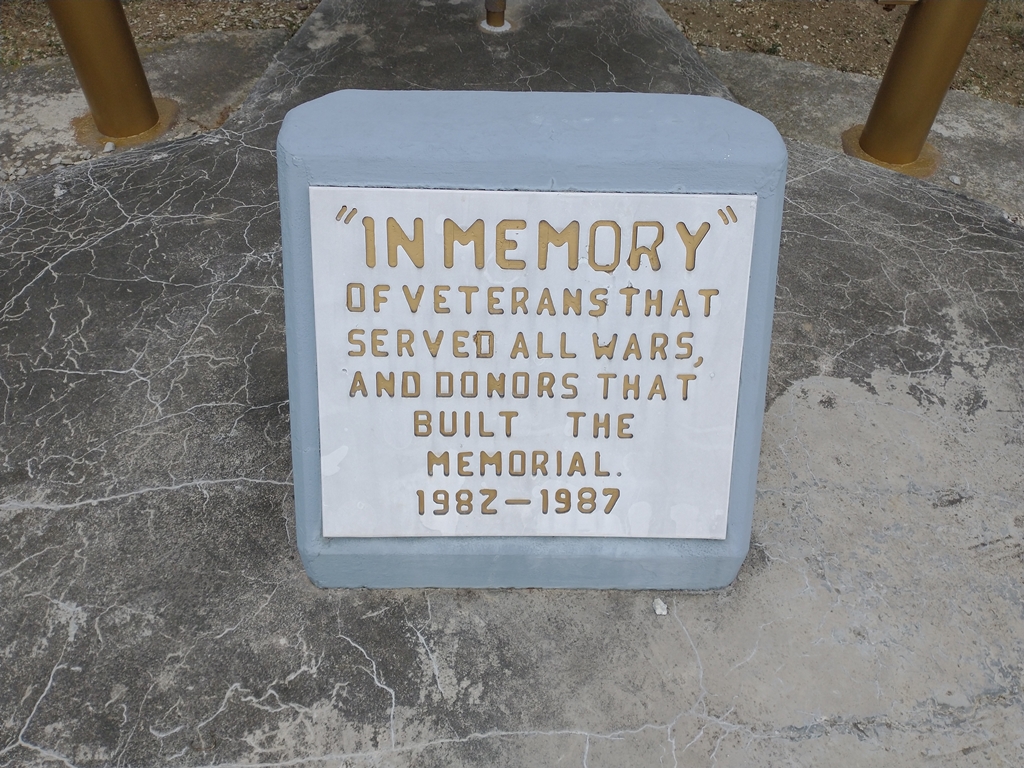 "IN MEMORY"
OF VETERANS THAT
SERVED ALL WARS,
AND DONORS THAT
BUILT THE
MEMORIAL.
1982-1987